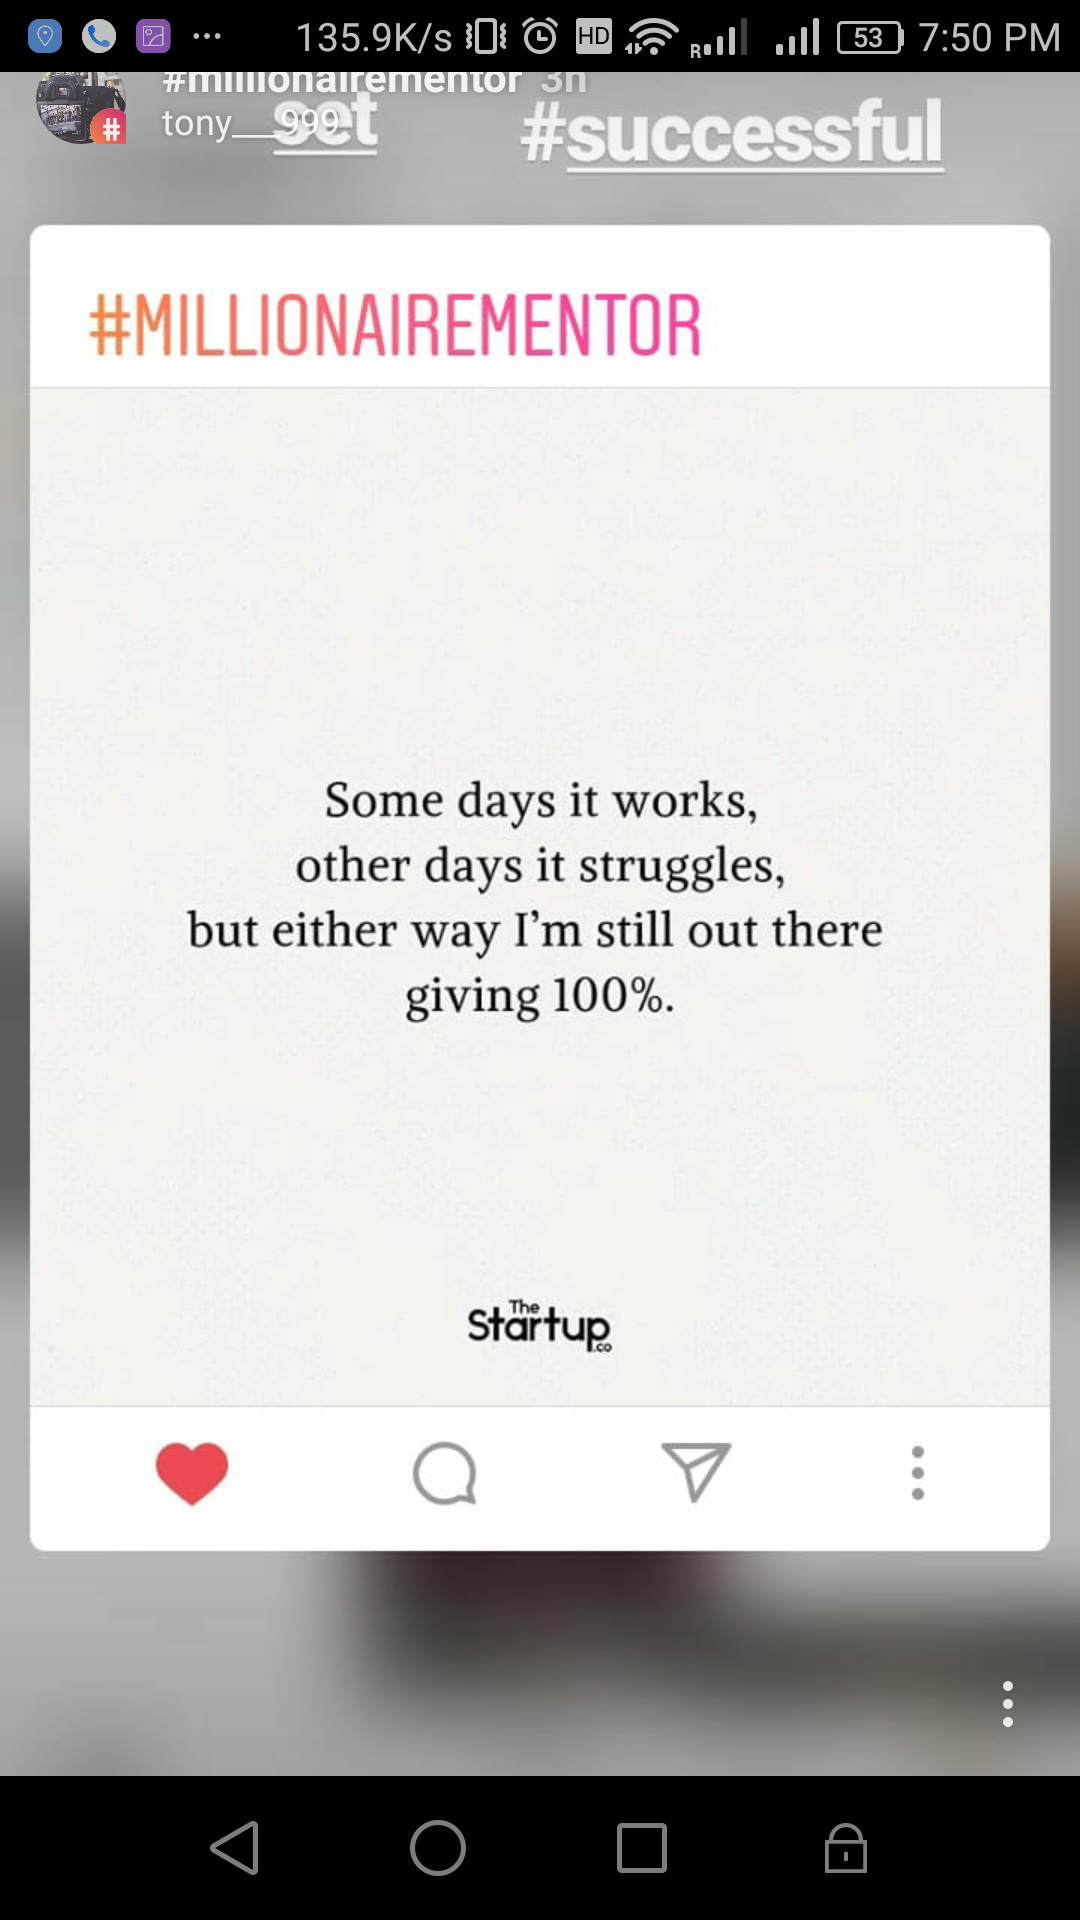 135.9K/s HD R 53 7:50 PM
#millionairementor 3h
tony___999
set #successful
#MILLIONAIREMENTOR
Some days it works,
other days it struggles,
but either way I'm still out there
giving 100%.
The
Startup
.co